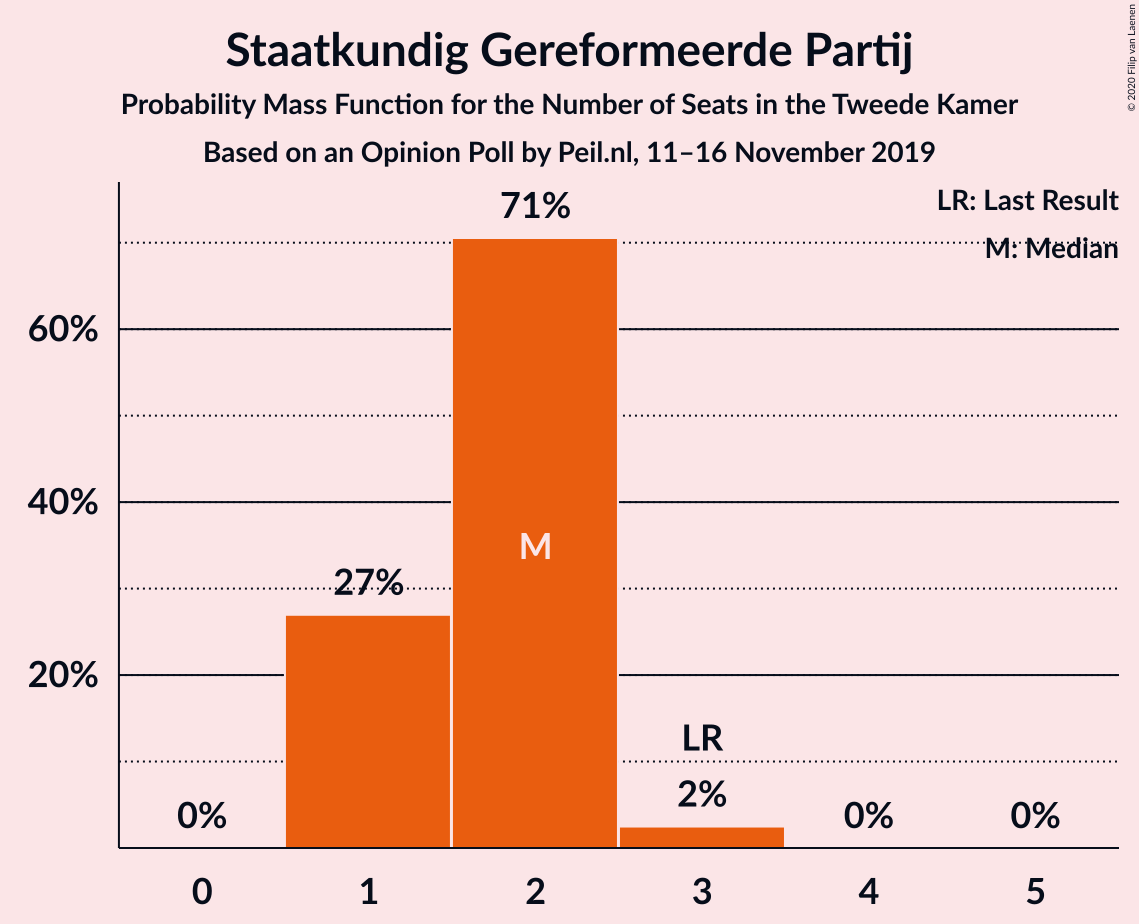 Staatkundig Gereformeerde Partij
Probability Mass Function for the Number of Seats in the Tweede Kamer
Based on an Opinion Poll by Peil.nl, 11–16 November 2019
© 2020 Filip van Laenen
LR: Last Result
M: Median
71%
60%
40%
M
27%
20%
LR
2%
0%
0%
0%
0 1 2 3 4 5